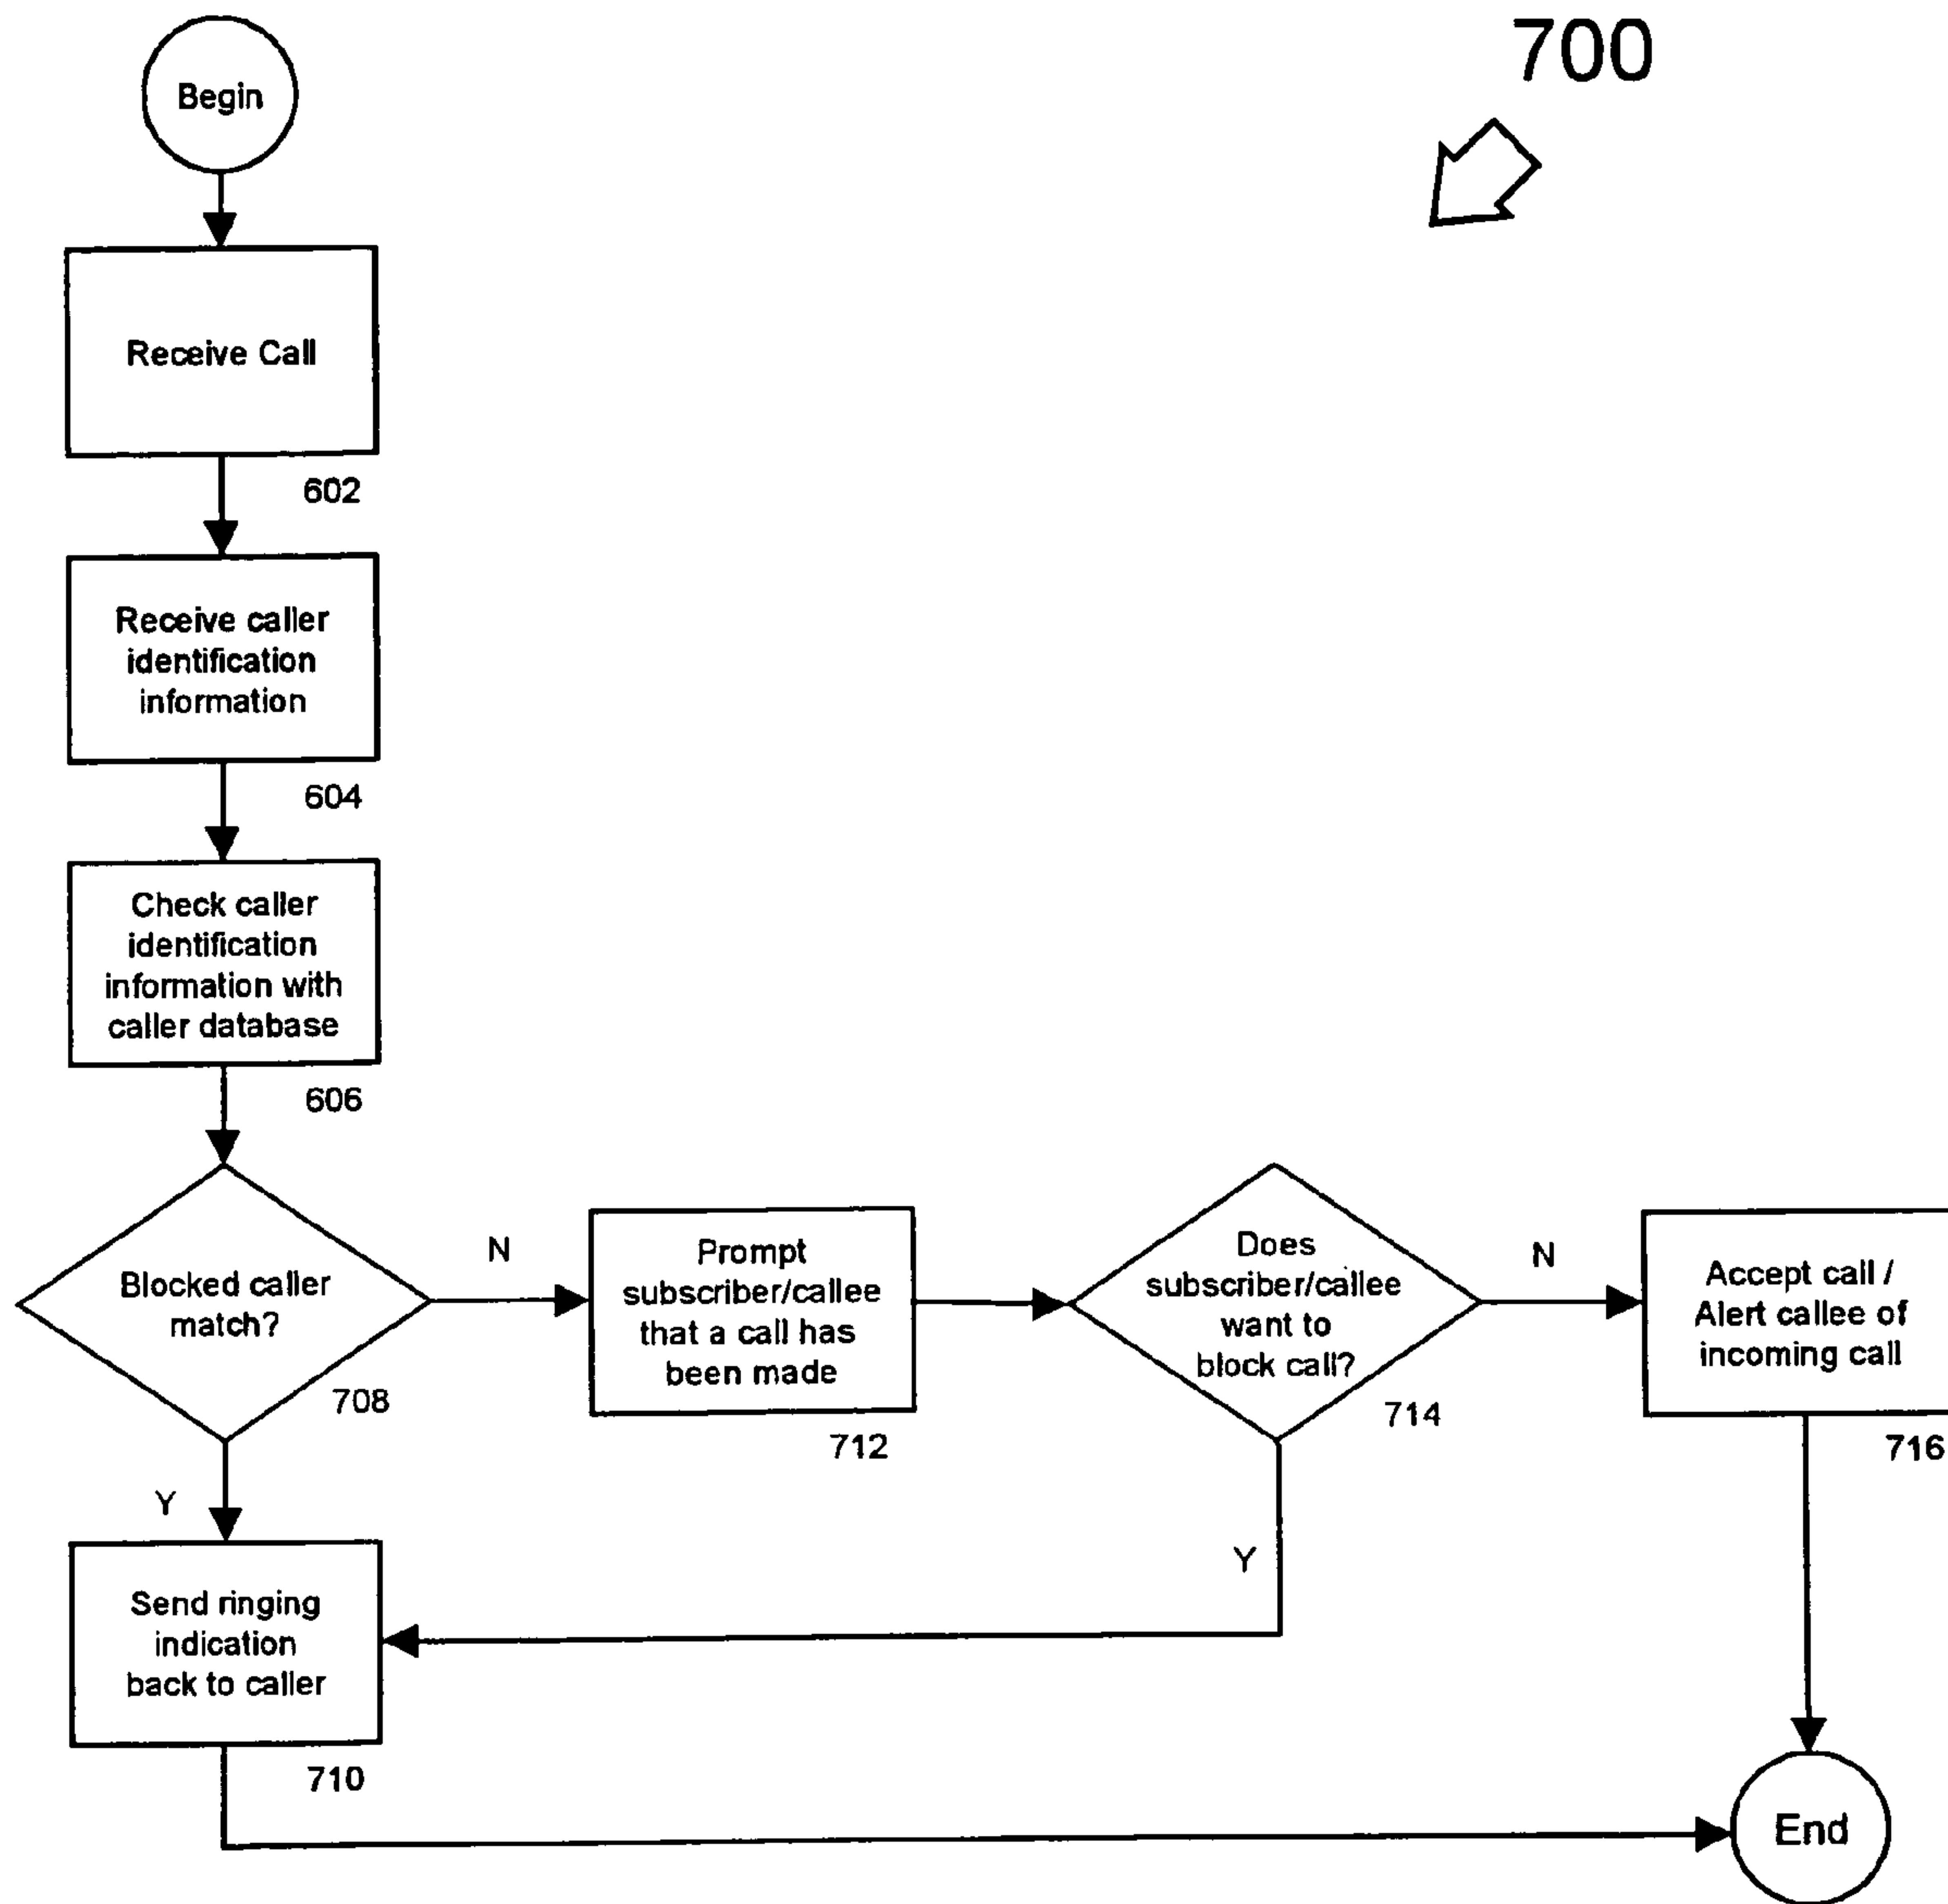 700
Begin
Receive Call
602
Receive caller
identification
information
604
Check caller
identification
information with
caller database
606
Blocked caller
match?
708
N
Prompt
subscriber/callee
that a call has
been made
712
Does
subscriber/callee
want to
block call?
714
N
Accept call /
Alert callee of
incoming call
716
Y
Y
Send ringing
indication
back to caller
710
End